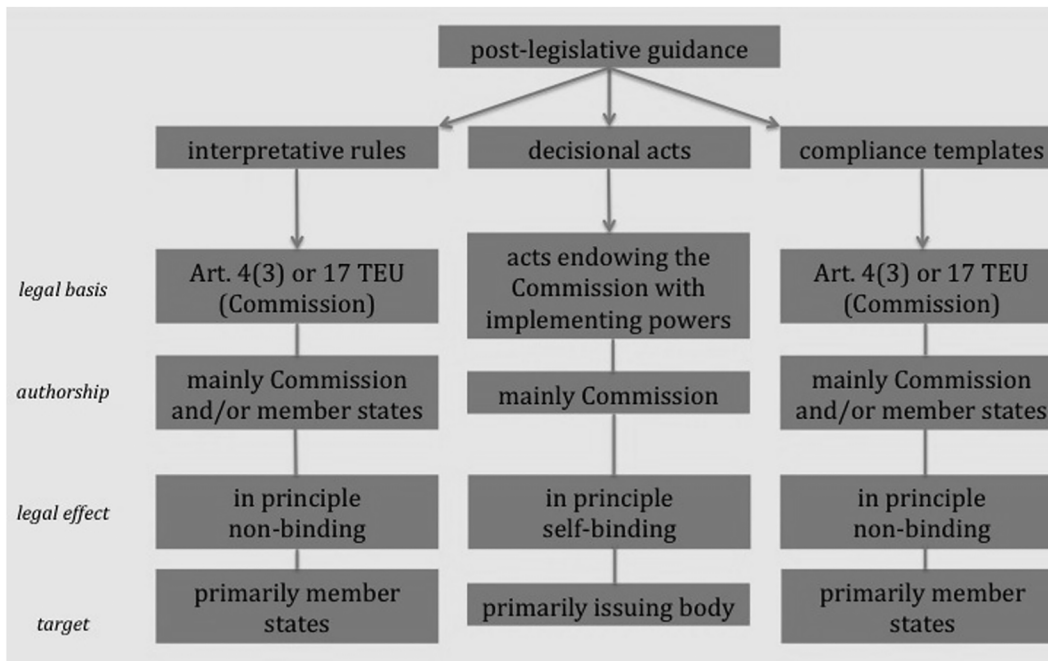 post-legislative guidance
interpretative rules
decisional acts
compliance templates
legal basis
Art. 4(3) or 17 TEU
(Commission)
acts endowing the
Commission with
implementing powers
Art. 4(3) or 17 TEU
(Commission)
authorship
mainly Commission
and/or member states
mainly Commission
mainly Commission
and/or member states
legal effect
in principle
non-binding
in principle
self-binding
in principle
non-binding
target
primarily member
states
primarily issuing body
primarily member
states